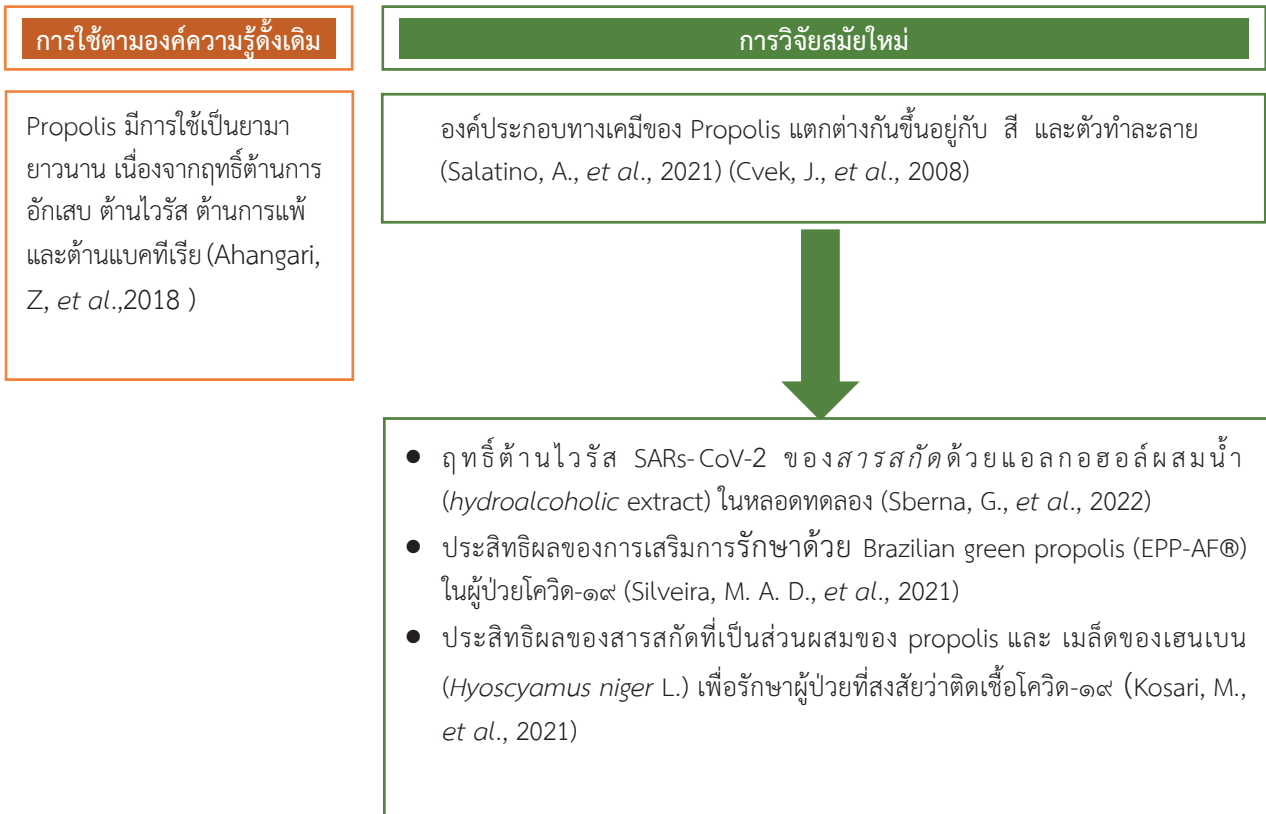 การใช้ตามองค์ความรู้ดั้งเดิม
Propolis มีการใช้เป็นยามา
ยาวนาน เนื่องจากฤทธิ์ต้านการ
อักเสบ ต้านไวรัส ต้านการแพ้
และต้านแบคทีเรีย (Ahangari,
Z, et al.,2018 )
การวิจัยสมัยใหม่
องค์ประกอบทางเคมีของ Propolis แตกต่างกันขึ้นอยู่กับ สี และตัวทำละลาย
(Salatino, A., et al., 2021) (Cvek, J., et al., 2008)
● ฤทธิ์ต้านไวรัส SARs-CoV-2 ของสารสกัดด้วยแอลกอฮอล์ผสมน้ำ
(hydroalcoholic extract) ในหลอดทดลอง (Sberna, G., et al., 2022)
● ประสิทธิผลของการเสริมการรักษาด้วย Brazilian green propolis (EPP-AF®)
ในผู้ป่วยโควิด-๑๙ (Silveira, M. A. D., et al., 2021)
● ประสิทธิผลของสารสกัดที่เป็นส่วนผสมของ propolis และ เมล็ดของเฮนเบน
(Hyoscyamus niger L.) เพื่อรักษาผู้ป่วยที่สงสัยว่าติดเชื้อโควิด-๑๙ (Kosari, M.,
et al., 2021)